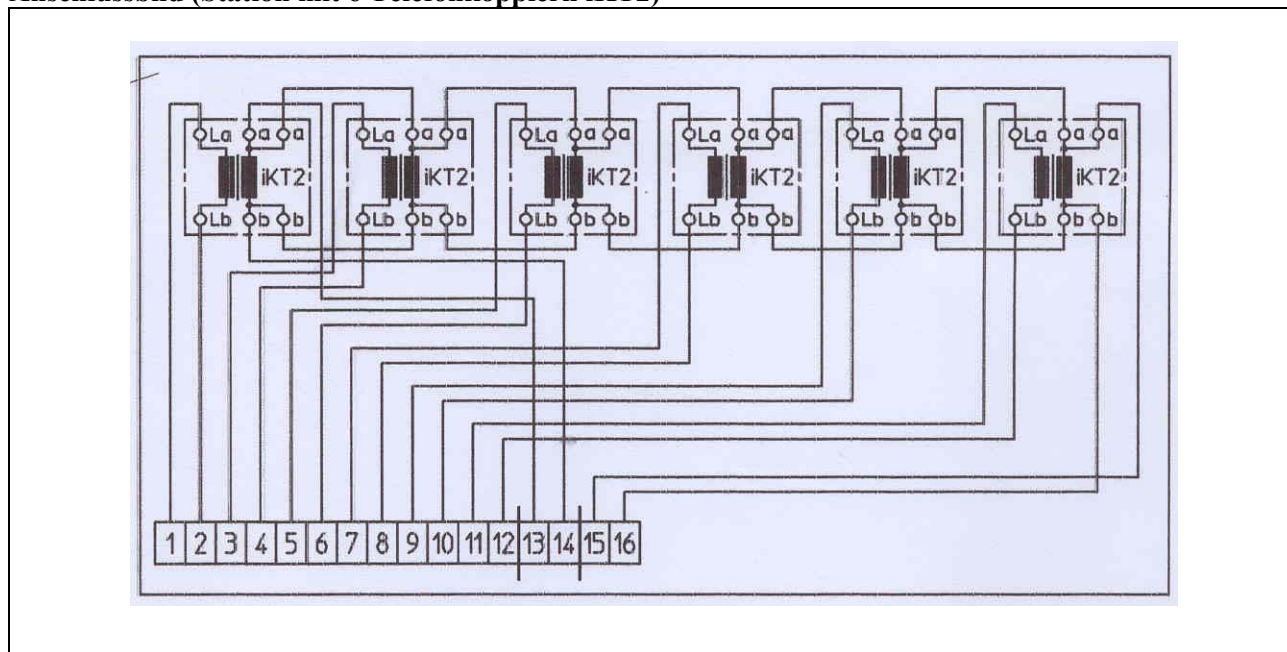 Anschlussbild (Station mit 6 Telefonkopplern iKT2)
La a a La a a La a a La a a La a a La a a
iKT2 iKT2 iKT2 iKT2 iKT2 iKT2
Lb b b Lb b b Lb b b Lb b b Lb b b Lb b b
1 2 3 4 5 6 7 8 9 10 11 12 13 14 15 16